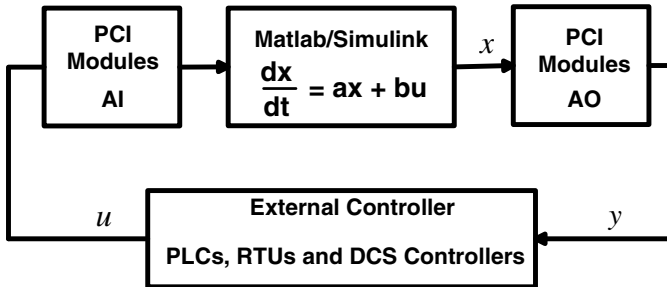 PCI
Modules
AI
Matlab/Simulink
dx
dt
= ax + bu
x
PCI
Modules
AO
u
External Controller
PLCs, RTUs and DCS Controllers
y